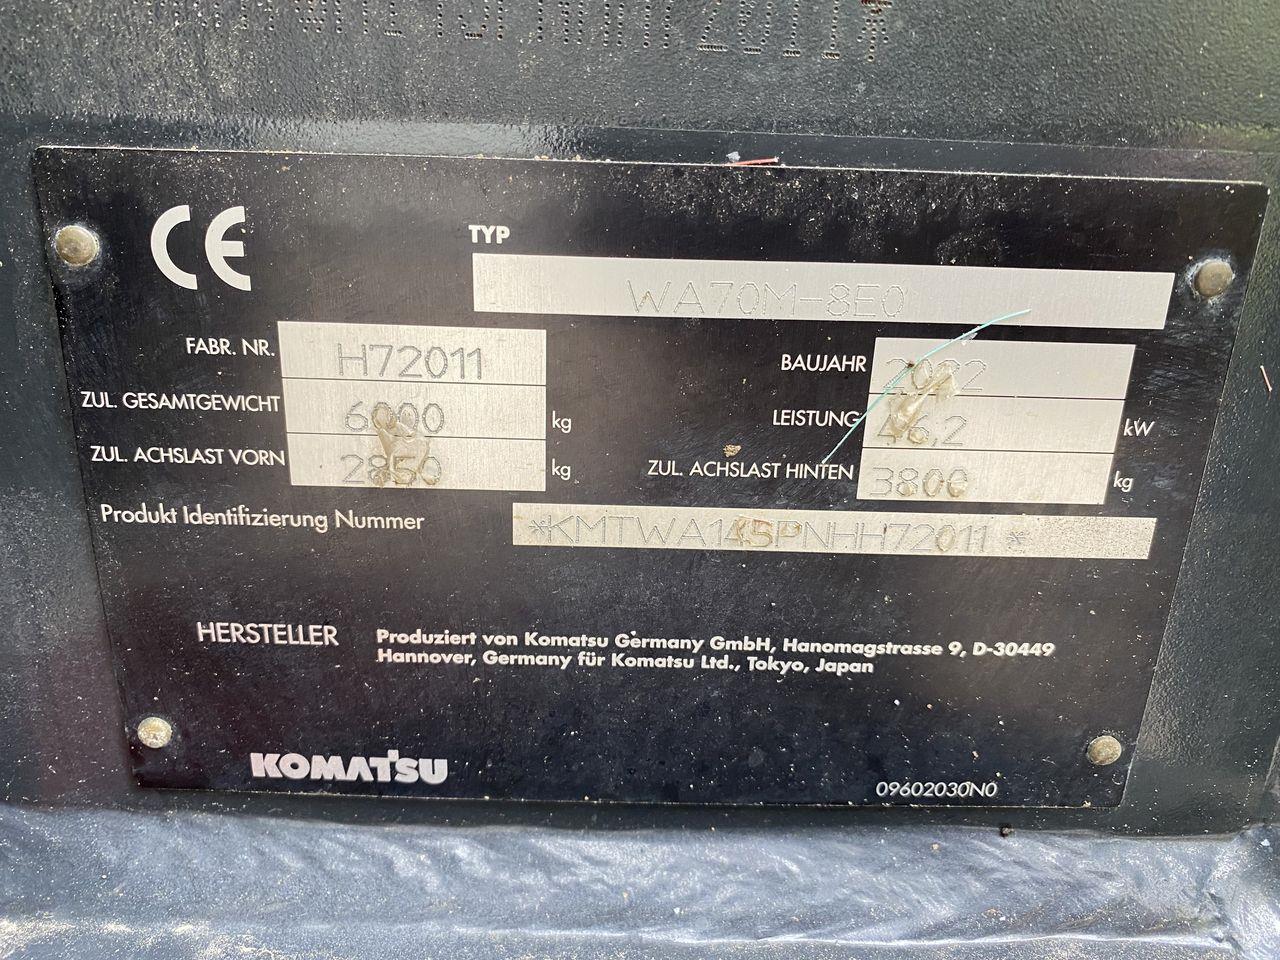 CE
TYP
WA70M-8E0
FABR. NR. H72011
BAUJAHR 2022
ZUL. GESAMTGEWICHT 6000 kg
LEISTUNG 46,2 kW
ZUL. ACHSLAST VORN 2850 kg
ZUL. ACHSLAST HINTEN 3800 kg
Produkt Identifizierung Nummer *KMTWA145PNHH72011 *
HERSTELLER Produziert von Komatsu Germany GmbH, Hanomagstrasse 9, D-30449
Hannover, Germany für Komatsu Ltd., Tokyo, Japan
KOMATSU
09602030N0